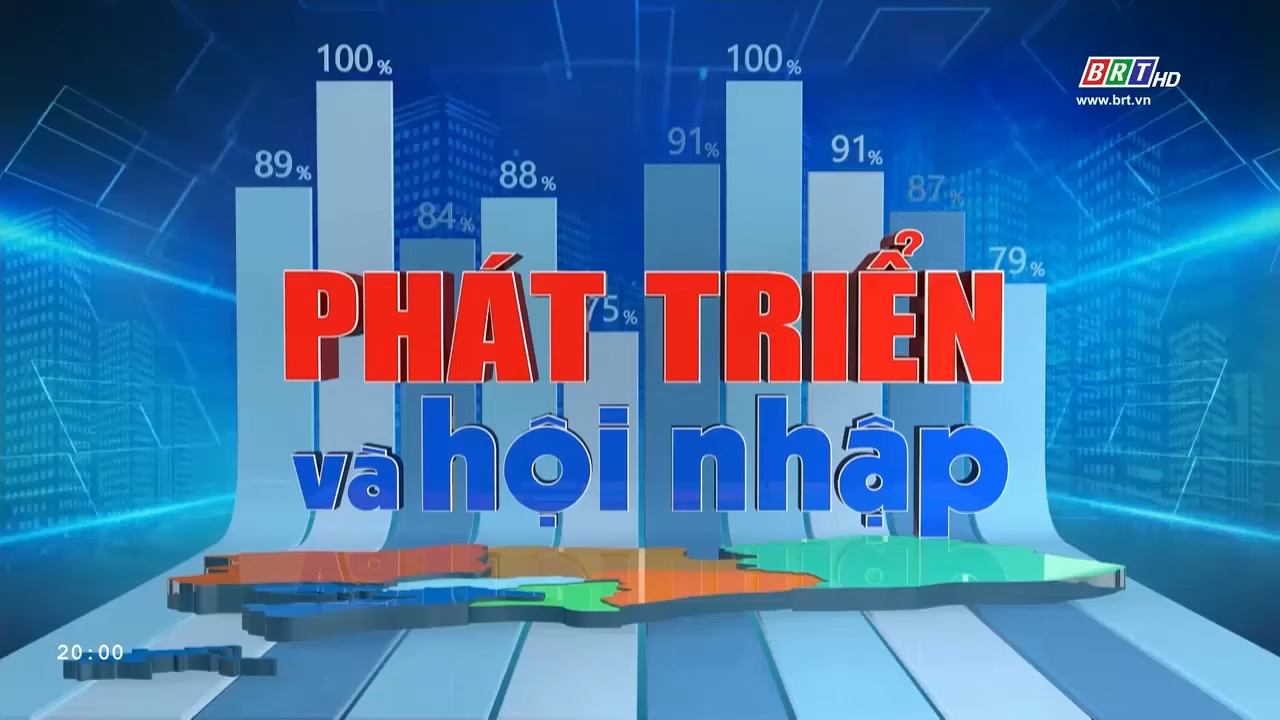 100%
100%
BRT HD
www.brt.vn
91%
91%
89%
88%
87%
84%
79%
75%
PHÁT TRIỂN
và hội nhập
20:00